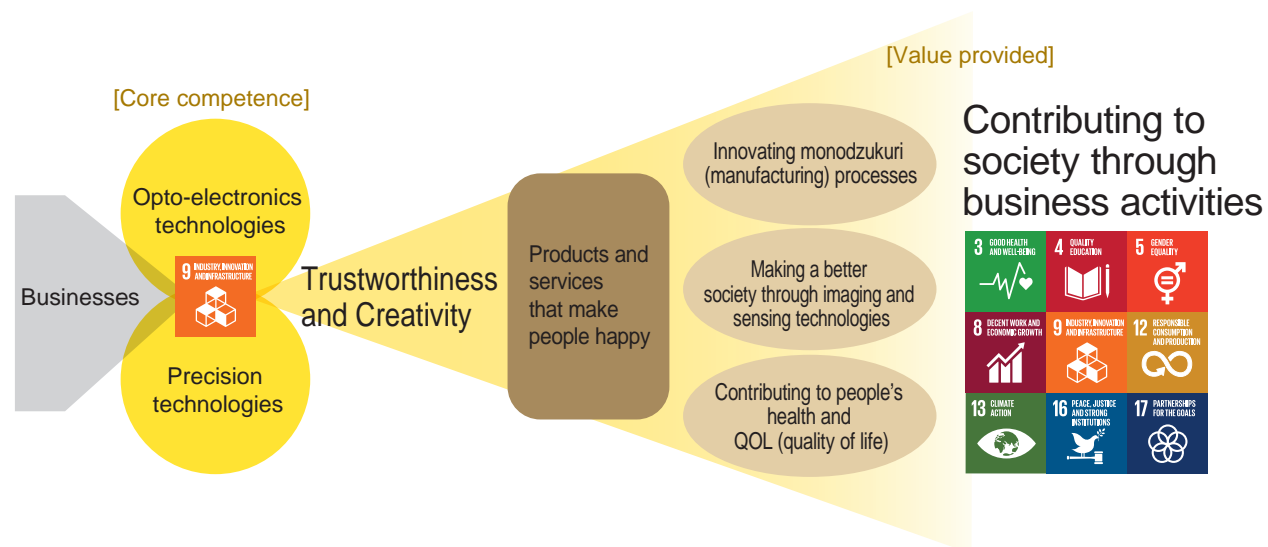 [Core competence]
Opto-electronics
technologies
9 INDUSTRY, INNOVATION
AND INFRASTRUCTURE
Businesses
Precision
technologies
Trustworthiness
and Creativity
Products and
services
that make
people happy
[Value provided]
Innovating monodzukuri
(manufacturing) processes
Making a better
society through imaging and
sensing technologies
Contributing to people's
health and
QOL (quality of life)
Contributing to
society through
business activities
3 GOOD HEALTH
AND WELL-BEING
4 QUALITY
EDUCATION
5 GENDER
EQUALITY
8 DECENT WORK AND
ECONOMIC GROWTH
9 INDUSTRY, INNOVATION
AND INFRASTRUCTURE
12 RESPONSIBLE
CONSUMPTION
AND PRODUCTION
13 CLIMATE
ACTION
16 PEACE, JUSTICE
AND STRONG
INSTITUTIONS
17 PARTNERSHIPS
FOR THE GOALS